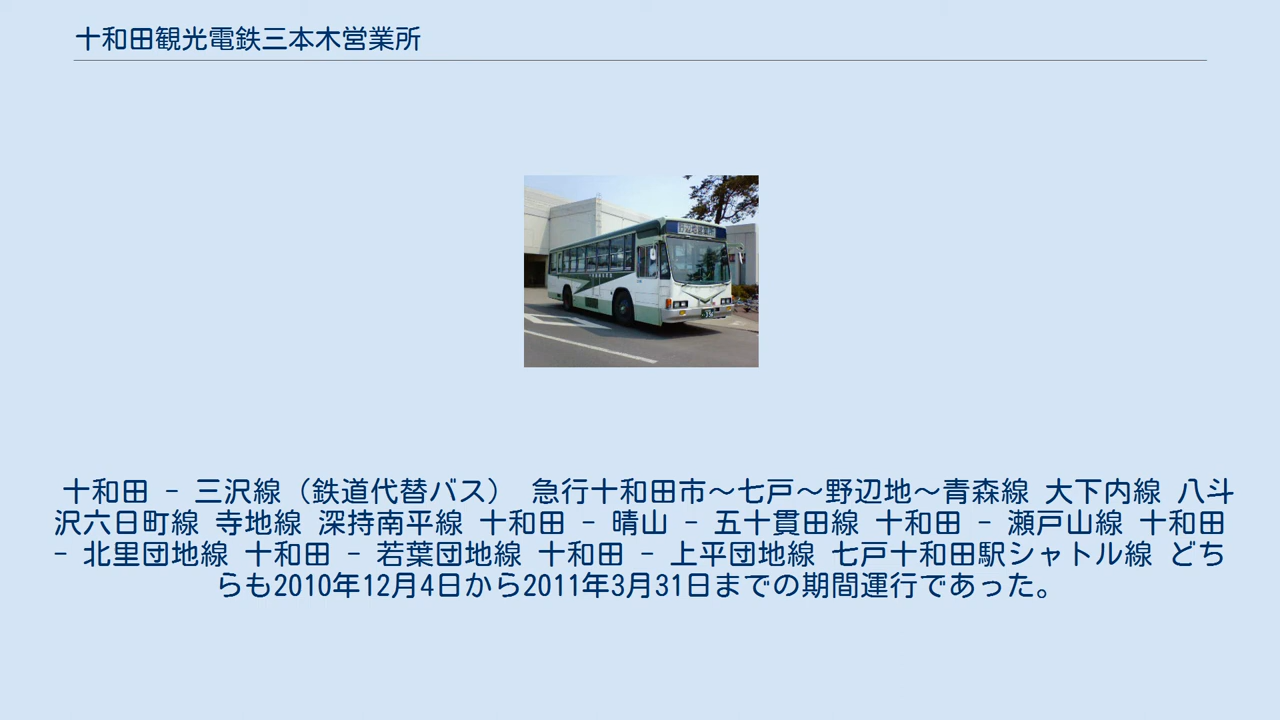 十和田観光電鉄三本木営業所
野辺地営業所
十和田 - 三沢線（鉄道代替バス） 急行十和田市～七戸～野辺地～青森線 大下内線 八斗
沢六日町線 寺地線 深持南平線 十和田 - 晴山 - 五十貫田線 十和田 - 瀬戸山線 十和田
- 北里団地線 十和田 - 若葉団地線 十和田 - 上平団地線 七戸十和田駅シャトル線 どち
らも2010年12月4日から2011年3月31日までの期間運行であった。